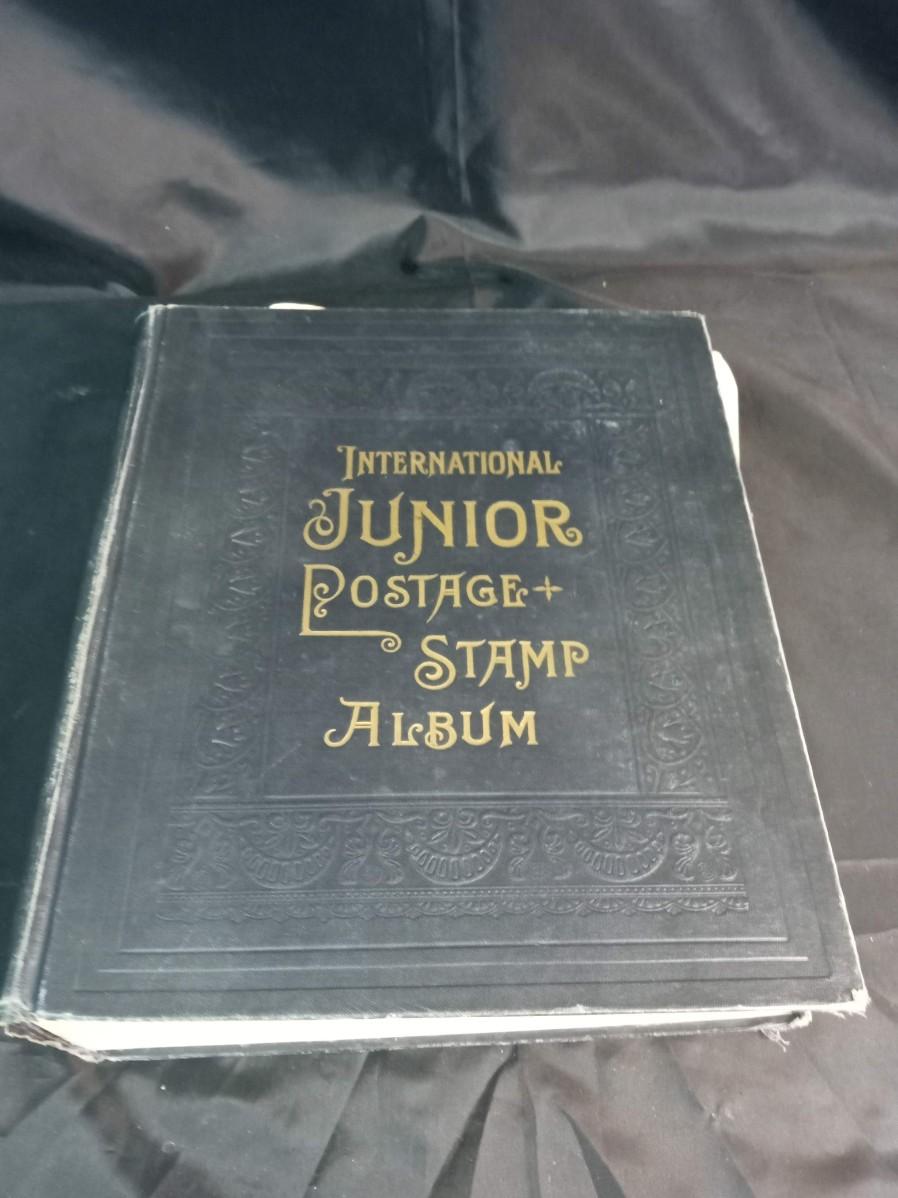 INTERNATIONAL
JUNIOR
POSTAGE
STAMP
ALBUM